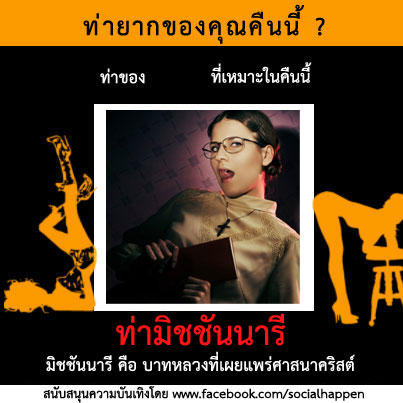 ท่ายากของคุณคืนนี้ ?
ท่าของ ที่เหมาะในคืนนี้
ท่ามิชชันนารี
มิชชันนารี คือ บาทหลวงที่เผยแพร่ศาสนาคริสต์
สนับสนุนความบันเทิงโดย www.facebook.com/socialhappen